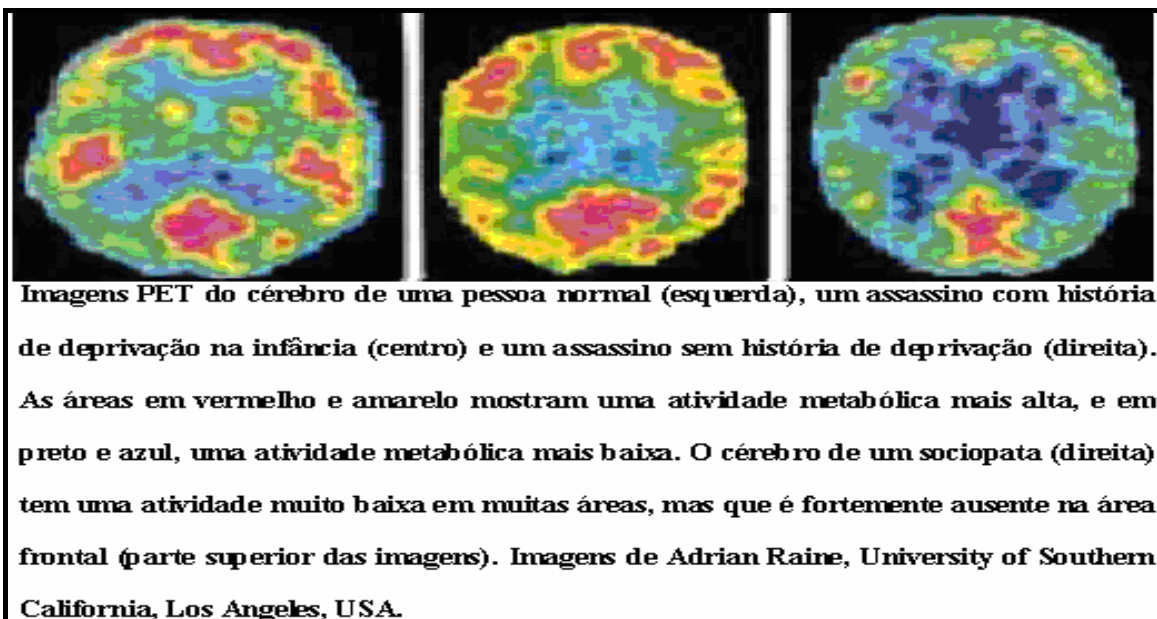 Imagens PET do cérebro de uma pessoa normal (esquerda), um assassino com história
de deprivação na infância (centro) e um assassino sem história de deprivação (direita).
As áreas em vermelho e amarelo mostram uma atividade metabólica mais alta, e em
preto e azul, uma atividade metabólica mais baixa. O cérebro de um sociopata (direita)
tem uma atividade muito baixa em muitas áreas, mas que é fortemente ausente na área
frontal (parte superior das imagens). Imagens de Adrian Raine, University of Southern
California, Los Angeles, USA.